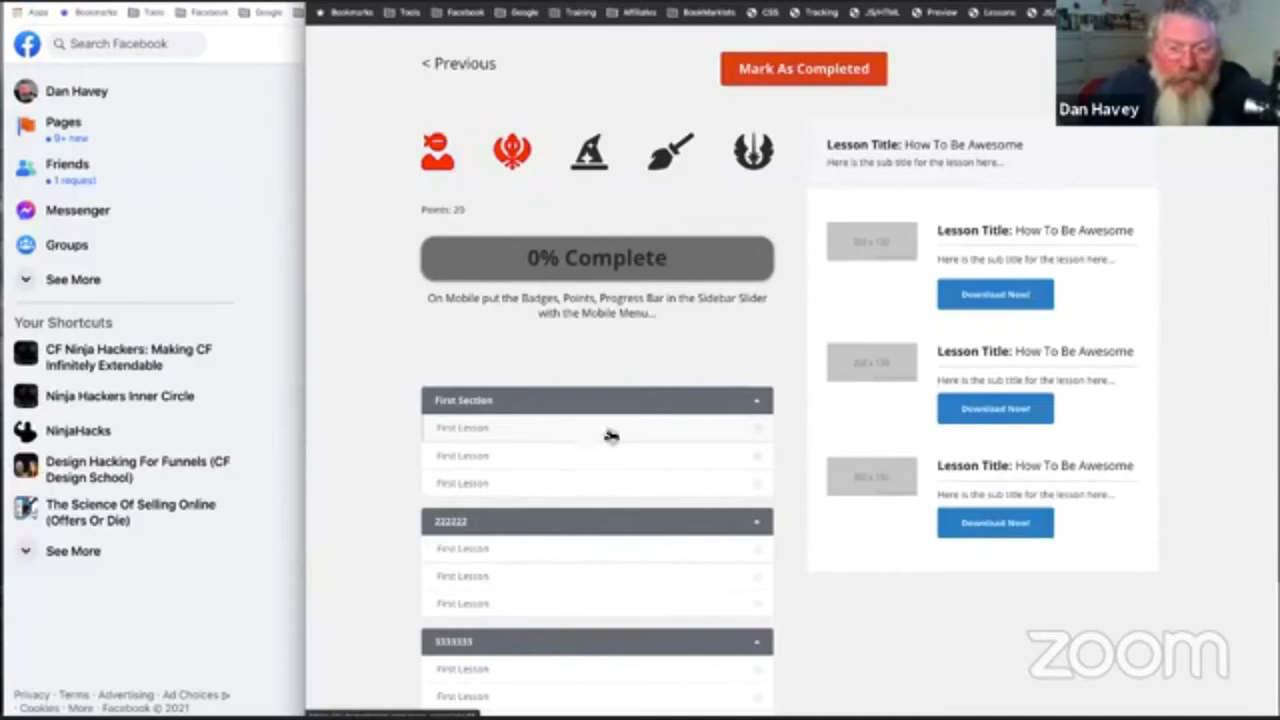 Apps Bookmarks Tools Facebook Google
Bookmarks Tools Facebook Google Training Affiliates BookMarklets CSS Tracking JS/HTML Preview Lessons
Search Facebook
Dan Havey
Pages
9+ new
Friends
1 request
Messenger
Groups
See More
Your Shortcuts
CF Ninja Hackers: Making CF
Infinitely Extendable
Ninja Hackers Inner Circle
NinjaHacks
Design Hacking For Funnels (CF
Design School)
The Science Of Selling Online
(Offers Or Die)
See More
Privacy · Terms · Advertising · Ad Choices
· Cookies · More · Facebook © 2021
< Previous
Mark As Completed
Points: 20
0% Complete
On Mobile put the Badges, Points, Progress Bar in the Sidebar Slider
with the Mobile Menu...
First Section
First Lesson
First Lesson
First Lesson
222222
First Lesson
First Lesson
First Lesson
3333333
First Lesson
First Lesson
Dan Havey
Lesson Title: How To Be Awesome
Here is the sub title for the lesson here...
Lesson Title: How To Be Awesome
Here is the sub title for the lesson here...
Download Now!
Lesson Title: How To Be Awesome
Here is the sub title for the lesson here...
Download Now!
Lesson Title: How To Be Awesome
Here is the sub title for the lesson here...
Download Now!
zoom